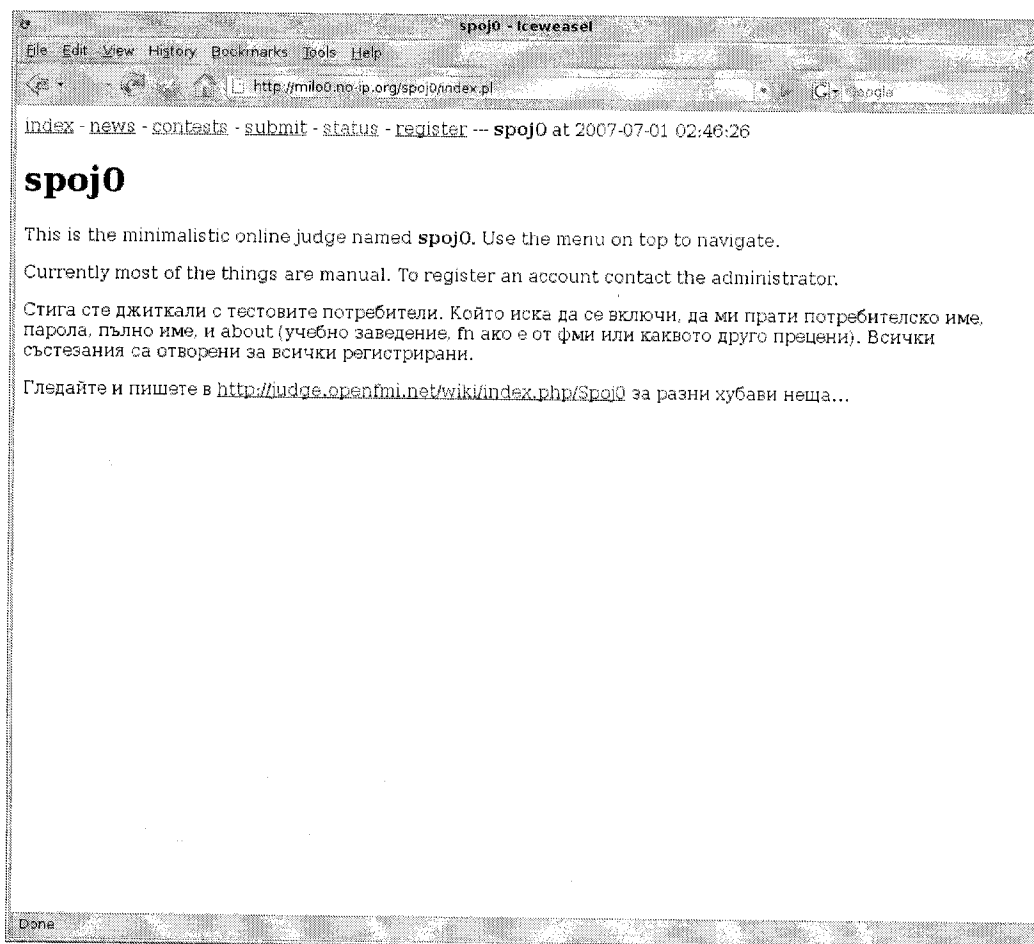 spoj0 - Iceweasel
File Edit View History Bookmarks Tools Help
http://milo0.no-ip.org/spoj0/index.pl
G Google
index - news - contests - submit - status - register --- spoj0 at 2007-07-01 02:46:26
spoj0
This is the minimalistic online judge named spoj0. Use the menu on top to navigate.
Currently most of the things are manual. To register an account contact the administrator.
Стига сте джиткали с тестовите потребители. Който иска да се включи, да ми прати потребителско име,
парола, пълно име, и about (учебно заведение, fn ако е от фми или каквото друго прецени). Всички
състезания са отворени за всички регистрирани.
Гледайте и пишете в http://judge.openfmi.net/wiki/index.php/Spoj0 за разни хубави неща...
Done